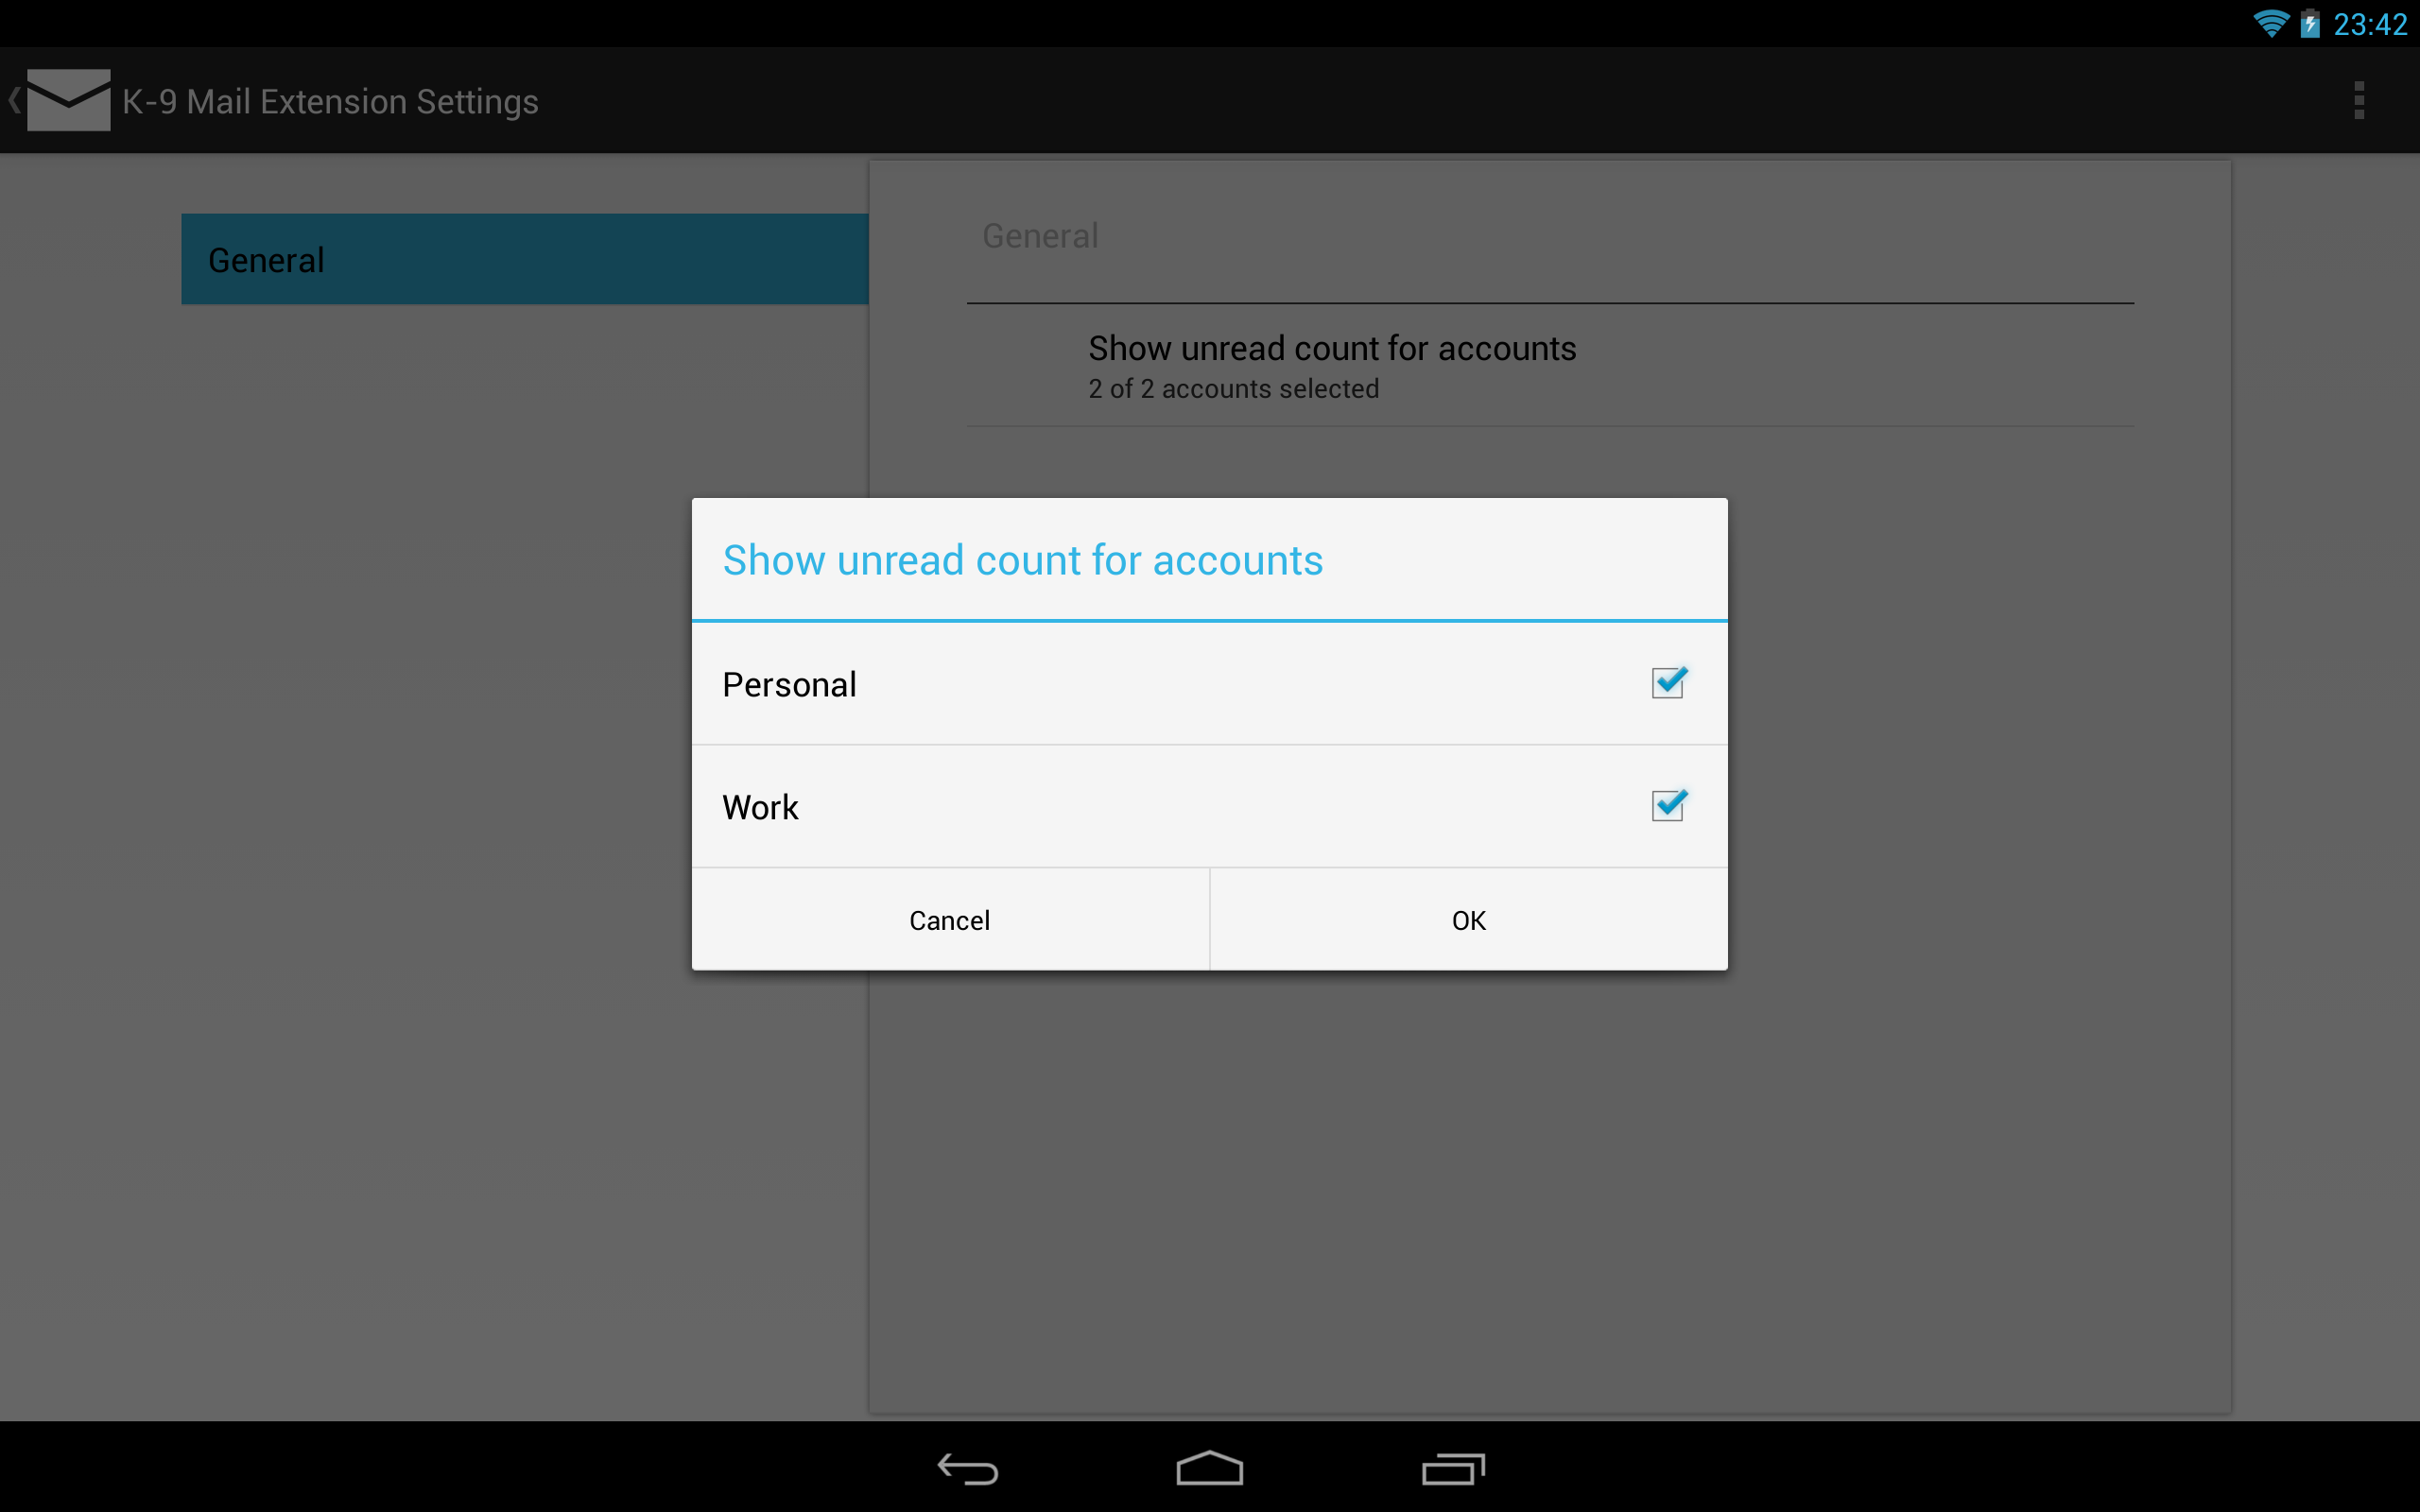 23:42
K-9 Mail Extension Settings
General
General
Show unread count for accounts
2 of 2 accounts selected
Show unread count for accounts
Personal
Work
Cancel
OK